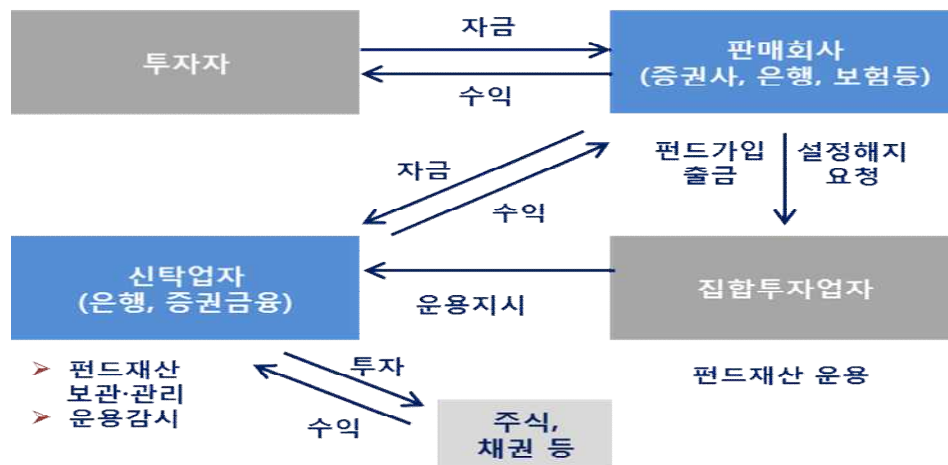 자금
투자자
판매회사
(증권사, 은행, 보험등)
수익
펀드가입
출금
설정해지
요청
자금
수익
신탁업자
(은행, 증권금융)
집합투자업자
운용지시
➢ 펀드재산
보관·관리
➢ 운용감시
투자
수익
펀드재산 운용
주식,
채권 등